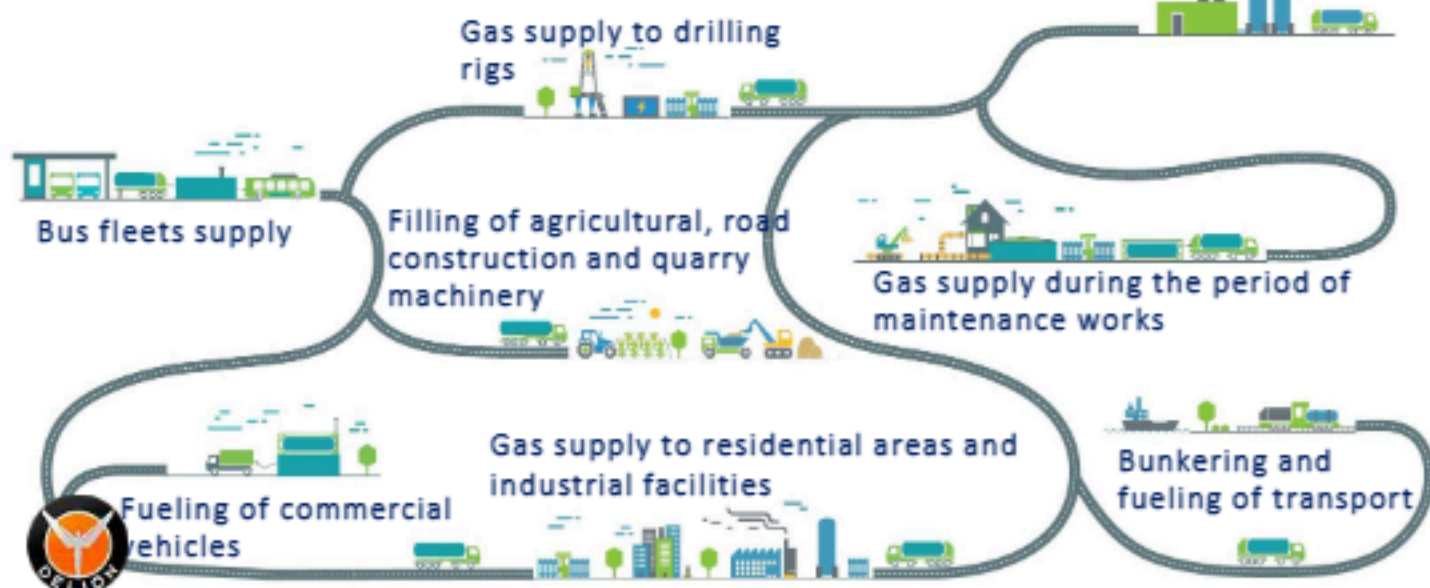 Gas supply to drilling
rigs
Bus fleets supply
Filling of agricultural, road
construction and quarry
machinery
Gas supply during the period of
maintenance works
Gas supply to residential areas and
industrial facilities
Bunkering and
fueling of transport
Fueling of commercial
vehicles
DELION